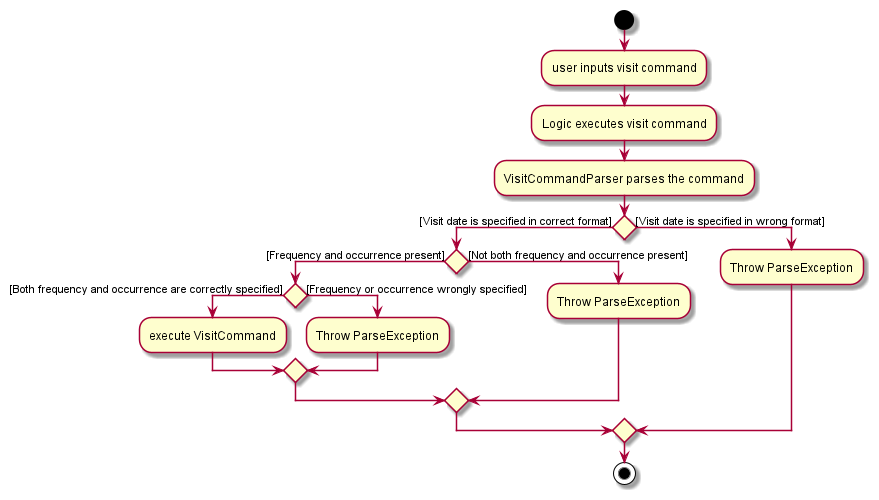 user inputs visit command
Logic executes visit command
VisitCommandParser parses the command
[Visit date is specified in correct format]
[Visit date is specified in wrong format]
[Frequency and occurrence present]
[Not both frequency and occurrence present]
Throw ParseException
[Both frequency and occurrence are correctly specified]
[Frequency or occurrence wrongly specified]
Throw ParseException
execute VisitCommand
Throw ParseException